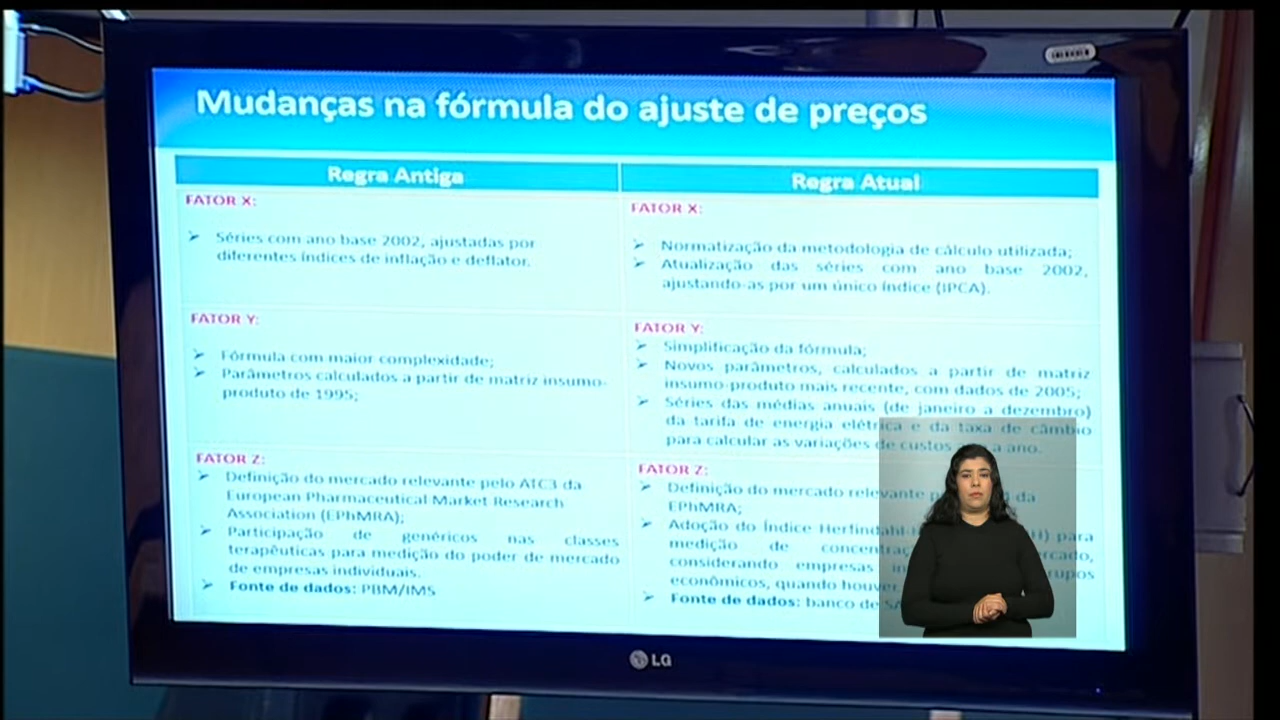 Mudanças na fórmula do ajuste de preços
Regra Antiga
FATOR X:
Séries com ano base 2002, ajustadas por
diferentes índices de inflação e deflator.
FATOR Y:
Fórmula com maior complexidade;
Parâmetros calculados a partir de matriz insumo-
produto de 1995;
FATOR Z:
Definição do mercado relevante pelo ATC3 da
European Pharmaceutical Market Research
Association (EPhMRA);
Participação de genéricos nas classes
terapêuticas para medição do poder de mercado
de empresas individuais.
Fonte de dados: PBM/IMS
Regra Atual
FATOR X:
Normatização da metodologia de cálculo utilizada;
Atualização das séries com ano base 2002,
ajustando-as por um único índice (IPCA).
FATOR Y:
Simplificação da fórmula;
Novos parâmetros, calculados a partir de matriz
insumo-produto mais recente, com dados de 2005;
Séries das médias anuais (de janeiro a dezembro)
da tarifa de energia elétrica e da taxa de câmbio
para calcular as variações de custos a ano.
FATOR Z:
Definição do mercado relevante da
EPhMRA;
Adoção do Índice Herfindahl- para
medição de
considerando empresas
econômicos, quando houver.
Fonte de dados: banco de
LG